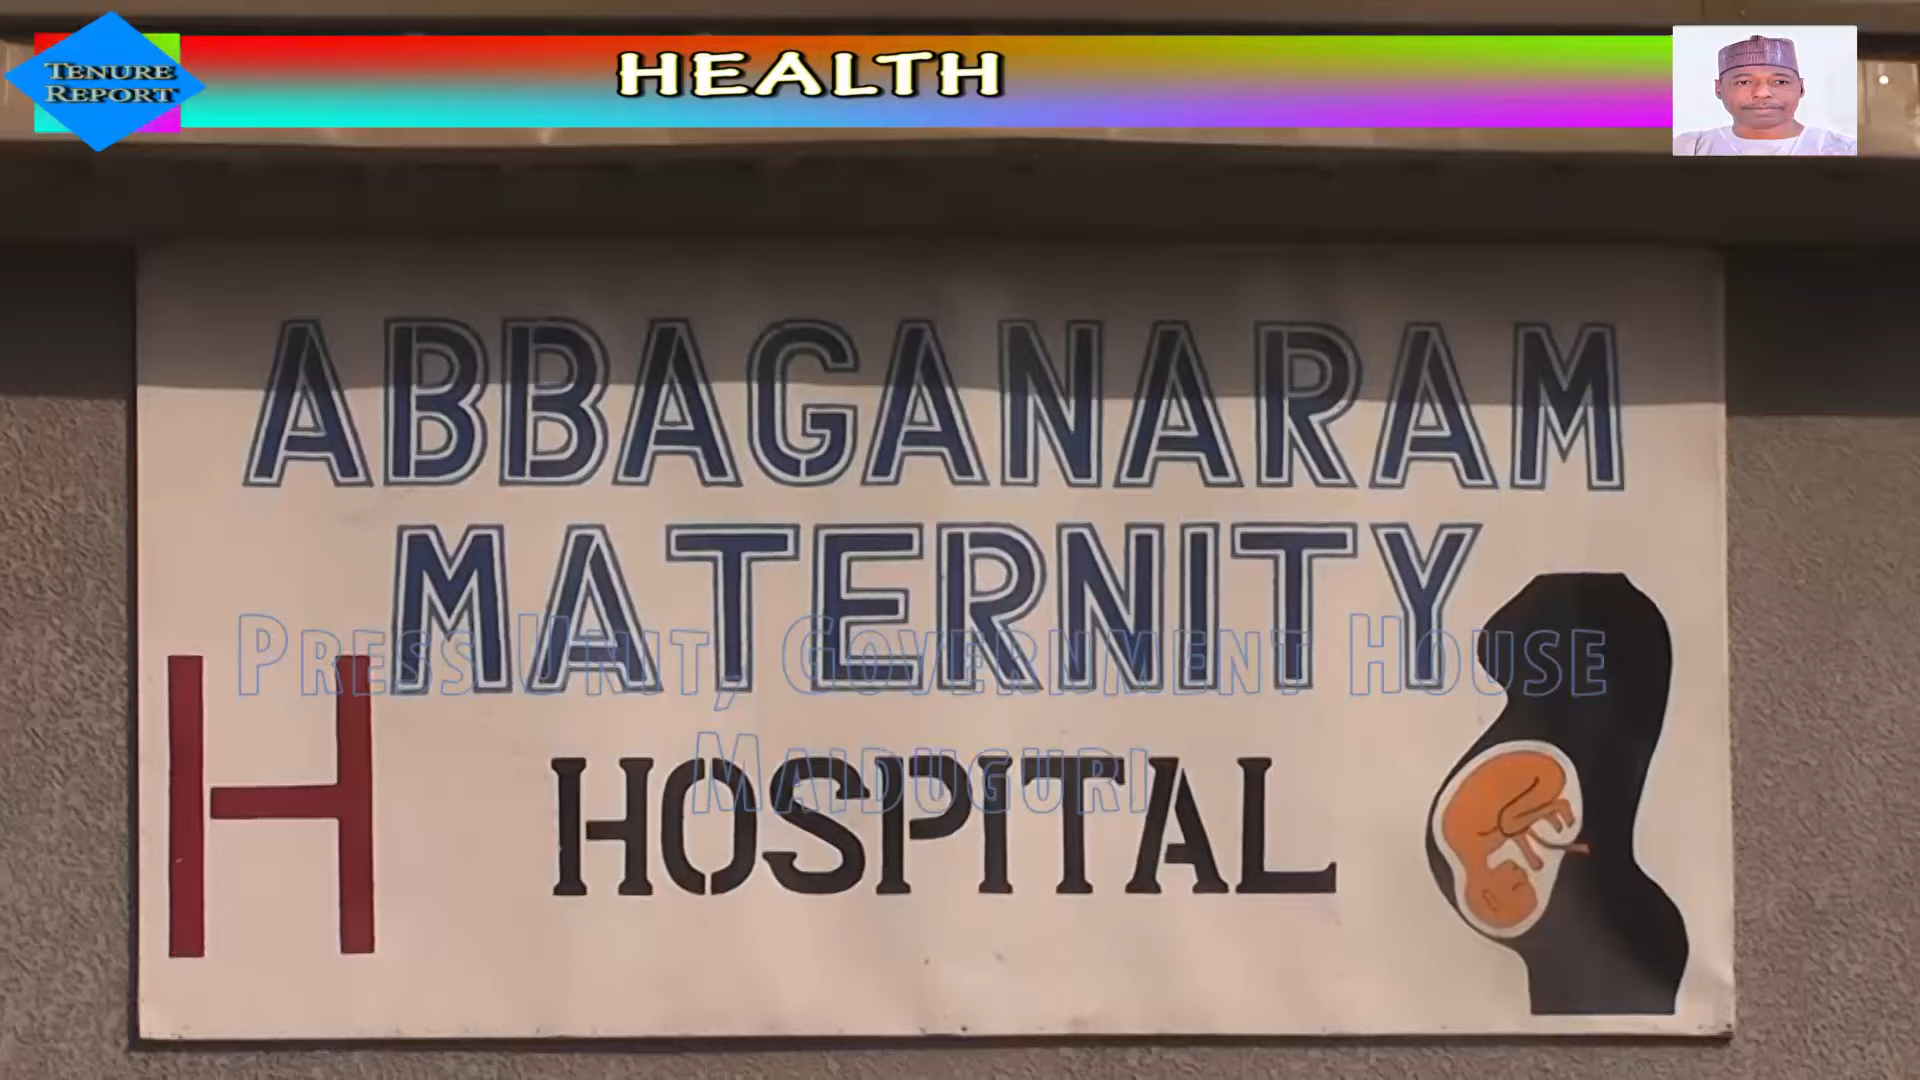 TENURE
REPORT
HEALTH
ABBAGANARAM
MATERNITY
PRESS UNIT, GOVERNMENT HOUSE
MAIDUGURI
H HOSPITAL